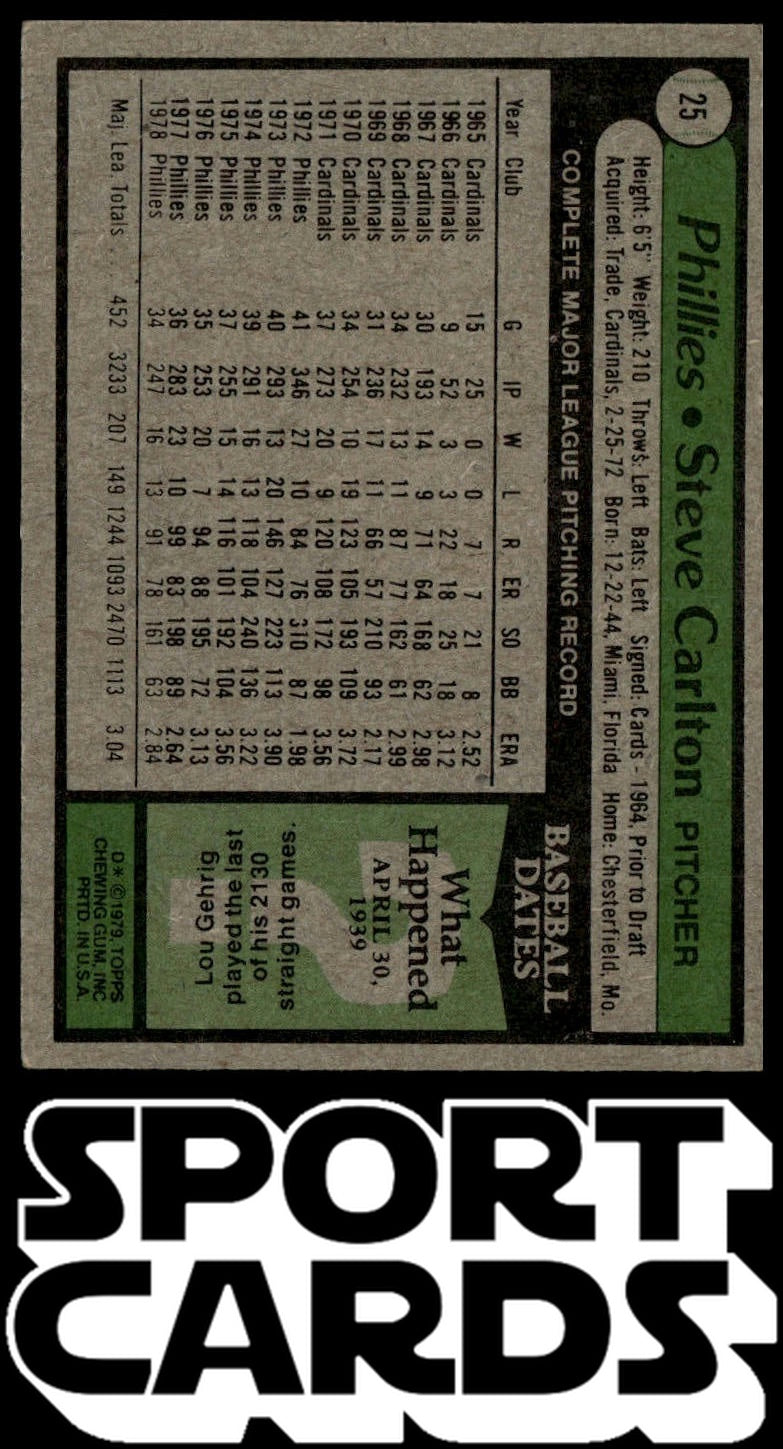 25
Phillies • Steve Carlton PITCHER
Height: 6'5" Weight: 210 Throws: Left Bats: Left Signed: Cards - 1964, Prior to Draft
Acquired: Trade, Cardinals, 2-25-72 Born: 12-22-44, Miami, Florida Home: Chesterfield, Mo.
COMPLETE MAJOR LEAGUE PITCHING RECORD
Year Club G IP W L R ER SO BB ERA
1965 Cardinals 15 25 0 0 7 7 21 8 2.52
1966 Cardinals 9 52 3 3 22 18 25 18 3.12
1967 Cardinals 30 193 14 9 71 64 168 62 2.98
1968 Cardinals 34 232 13 11 87 77 162 61 2.99
1969 Cardinals 31 236 17 11 66 57 210 93 2.17
1970 Cardinals 34 254 10 19 123 105 193 109 3.72
1971 Cardinals 37 273 20 9 120 108 172 98 3.56
1972 Phillies 41 346 27 10 84 76 310 87 1.98
1973 Phillies 40 293 13 20 146 127 223 113 3.90
1974 Phillies 39 291 16 13 118 104 240 136 3.22
1975 Phillies 37 255 15 14 116 101 192 104 3.56
1976 Phillies 35 253 20 7 94 88 195 72 3.13
1977 Phillies 36 283 23 10 99 83 198 89 2.64
1978 Phillies 34 247 16 13 91 78 161 63 2.84
Maj Lea. Totals . . . 452 3233 207 149 1244 1093 2470 1113 3.04
BASEBALL
DATES
What
Happened
APRIL 30,
1939
?
Lou Gehrig
played the last
of his 2130
straight games.
D* ©1979, TOPPS
CHEWING GUM, INC
PRTD. IN U.S.A.
SPORT
CARDS